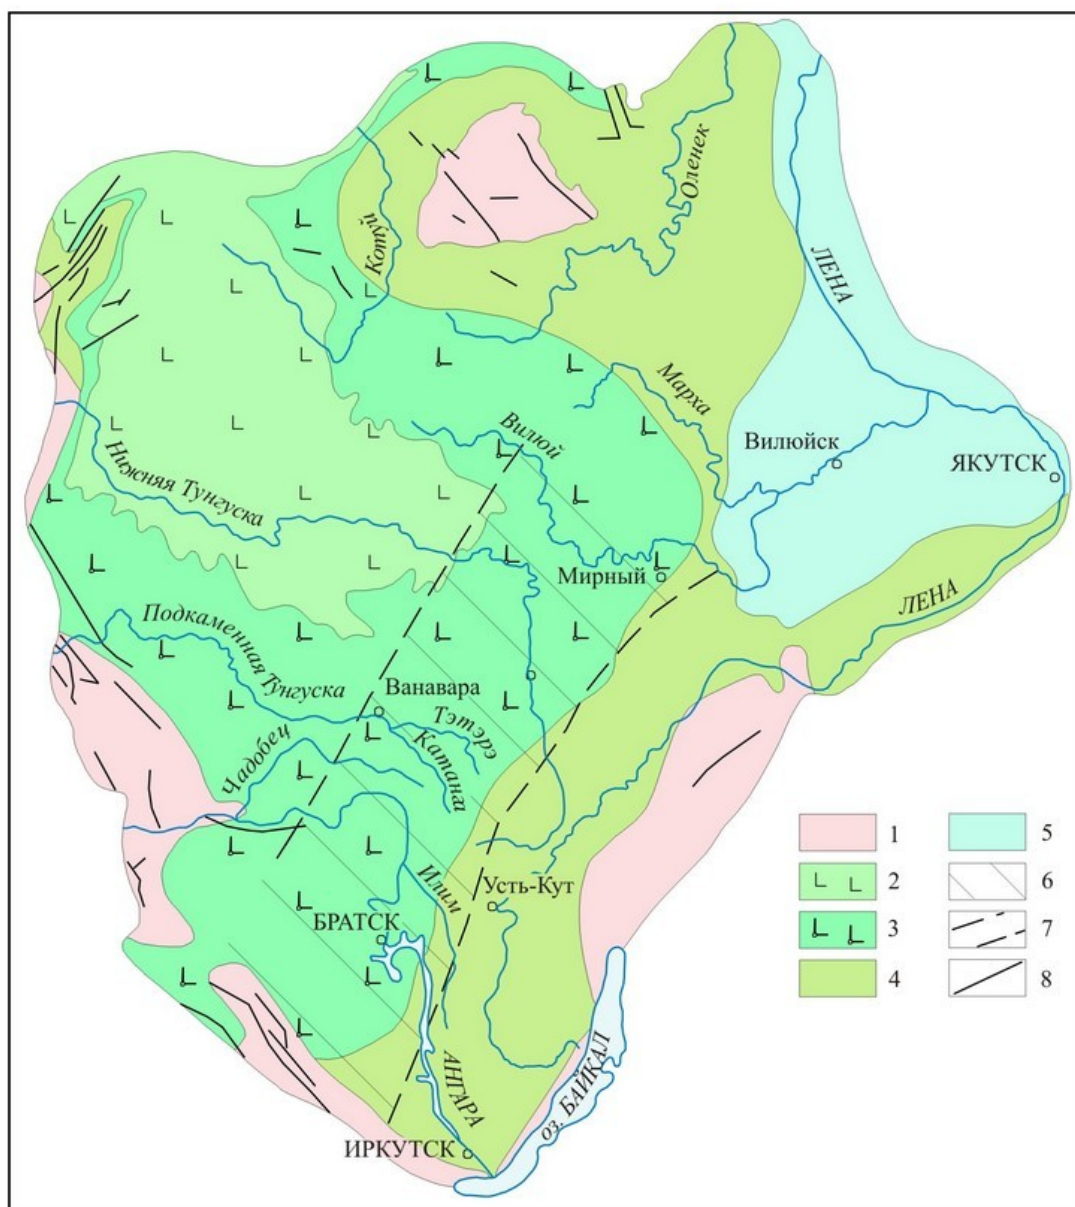 Оленек
Котуй
ЛЕНА
Марха
Вилюй
Вилюйск
ЯКУТСК
Нижняя Тунгуска
Мирный
ЛЕНА
Подкаменная
Тунгуска
Ванавара
Тэтэрэ
Чадобец
Катанга
1
5
2
6
Илим
Усть-Кут
БРАТСК
3
7
4
8
АНГАРА
оз. БАЙКАЛ
ИРКУТСК